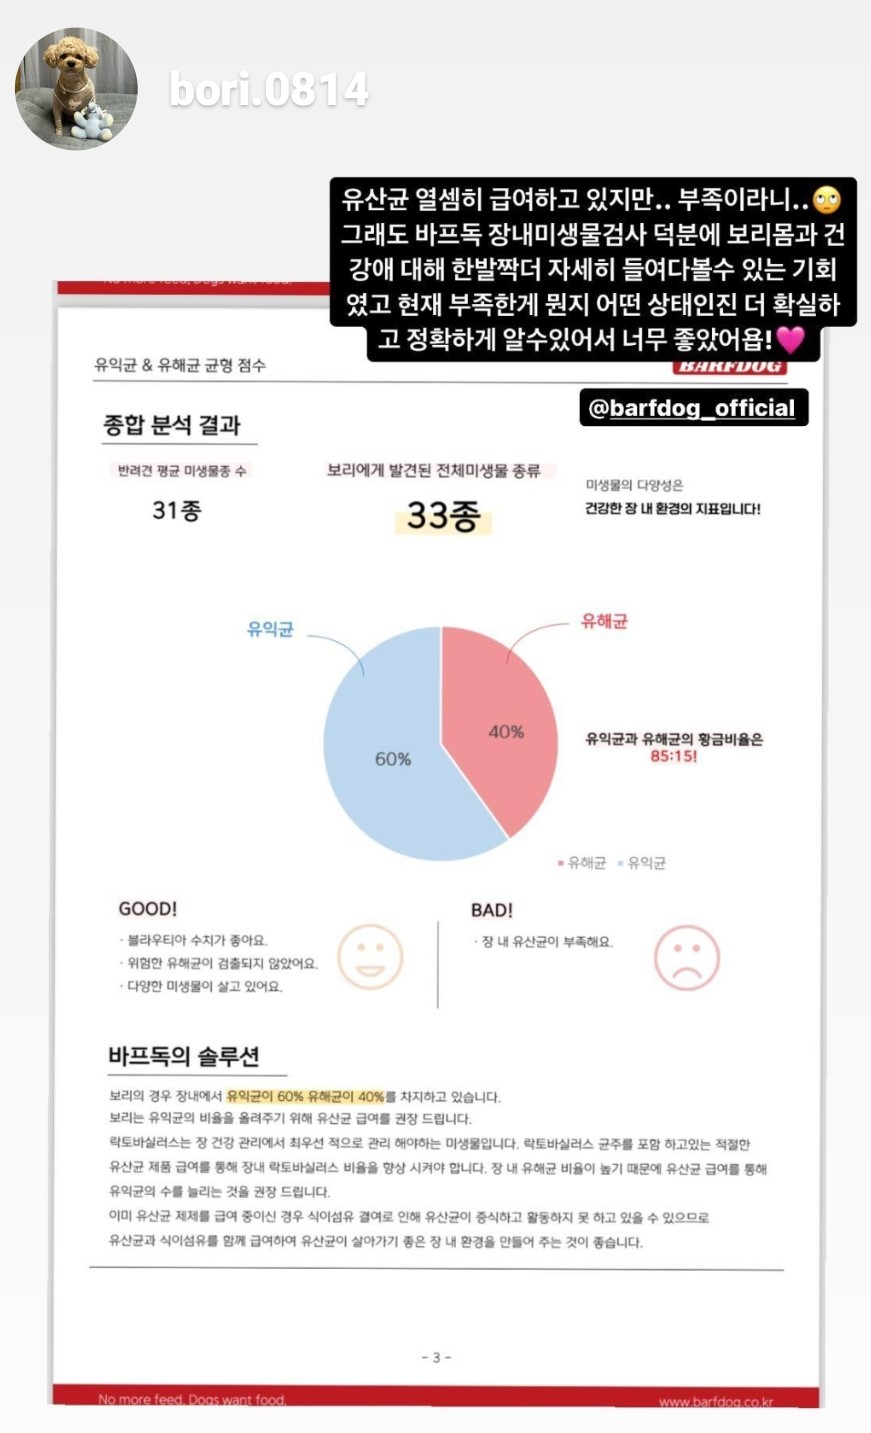 bori.0814
유산균 열셈히 급여하고 있지만.. 부족이라니..🙄
그래도 바프독 장내미생물검사 덕분에 보리몸과 건
강애 대해 한발짝더 자세히 들여다볼수 있는 기회
였고 현재 부족한게 뭔지 어떤 상태인진 더 확실하
고 정확하게 알수있어서 너무 좋았어욥!💗
No more feed, Dogs want food.
유익균 & 유해균 균형 점수
BARFDOG
@barfdog_official
종합 분석 결과
반려견 평균 미생물종 수
31종
보리에게 발견된 전체미생물 종류
33종
미생물의 다양성은
건강한 장 내 환경의 지표입니다!
유익균
유해균
60%
40%
유익균과 유해균의 황금비율은
85:15!
유해균 유익균
GOOD!
· 블라우티아 수치가 좋아요.
· 위험한 유해균이 검출되지 않았어요.
· 다양한 미생물이 살고 있어요.
BAD!
· 장 내 유산균이 부족해요.
바프독의 솔루션
보리의 경우 장내에서 유익균이 60% 유해균이 40%를 차지하고 있습니다.
보리는 유익균의 비율을 올려주기 위해 유산균 급여를 권장 드립니다.
락토바실러스는 장 건강 관리에서 최우선 적으로 관리 해야하는 미생물입니다. 락토바실러스 균주를 포함 하고있는 적절한
유산균 제품 급여를 통해 장내 락토바실러스 비율을 향상 시켜야 합니다. 장 내 유해균 비율이 높기 때문에 유산균 급여를 통해
유익균의 수를 늘리는 것을 권장 드립니다.
이미 유산균 제제를 급여 중이신 경우 식이섬유 결여로 인해 유산균이 증식하고 활동하지 못 하고 있을 수 있으므로
유산균과 식이섬유를 함께 급여하여 유산균이 살아가기 좋은 장 내 환경을 만들어 주는 것이 좋습니다.
- 3 -
No more feed, Dogs want food.
www.barfdog.co.kr